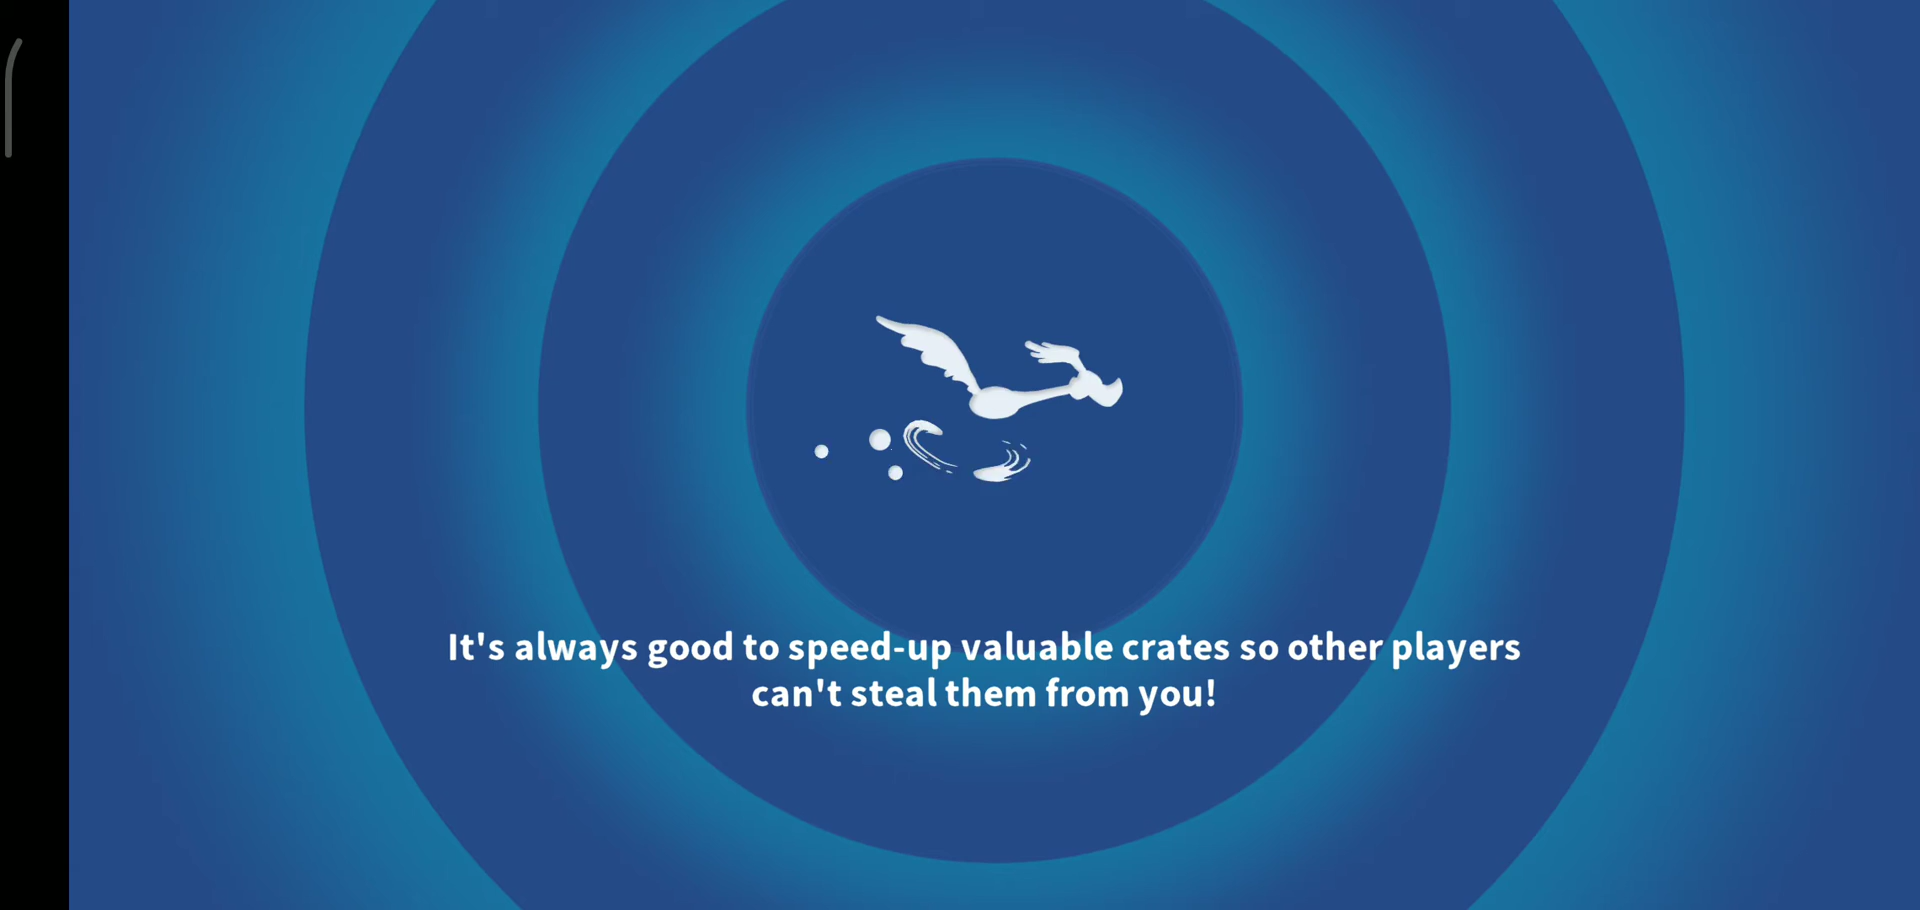 It's always good to speed-up valuable crates so other players
can't steal them from you!